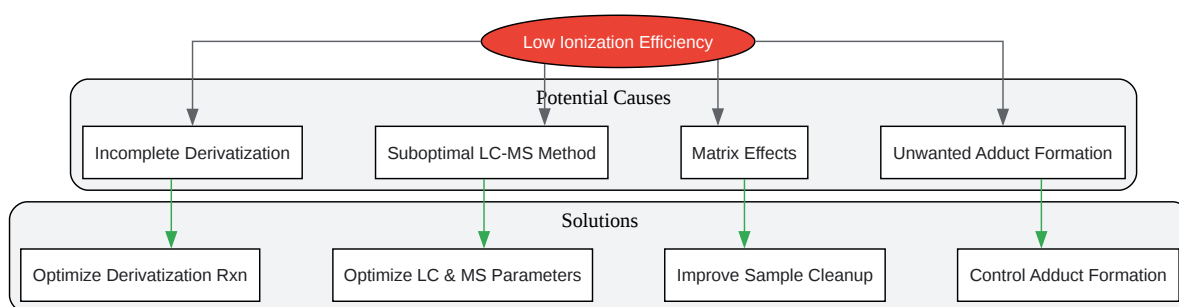 Low Ionization Efficiency
Potential Causes
Incomplete Derivatization
Suboptimal LC-MS Method
Matrix Effects
Unwanted Adduct Formation
Solutions
Optimize Derivatization Rxn
Optimize LC & MS Parameters
Improve Sample Cleanup
Control Adduct Formation